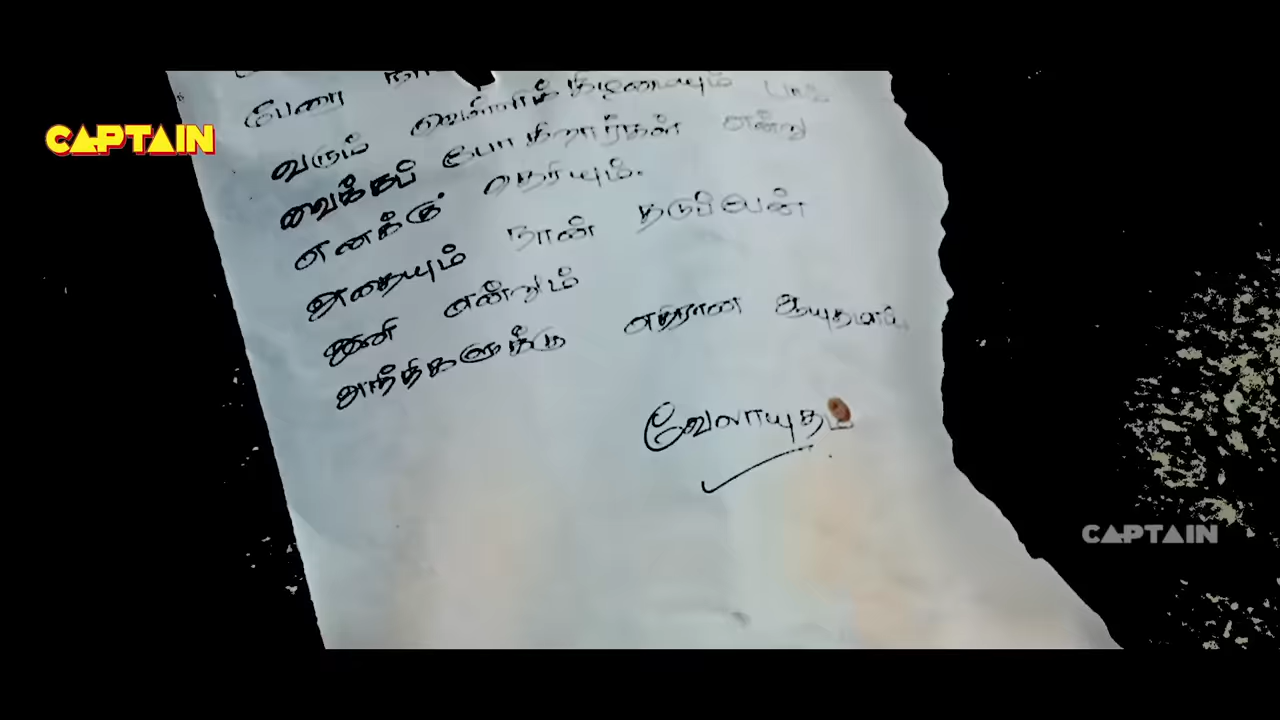 CAPTAIN
பேரை நா
வரும் வெள்ளிக்கிழமையும்
வைக்கப் போகிறார்கள் என்று
எனக்கு தெரியும்.
அதையும் நான் தடுப்பேன்
இனி என்றும்
அநீதிகளுக்கு எதிரான ஆயுதமாய்
வேலாயுதம்
CAPTAIN